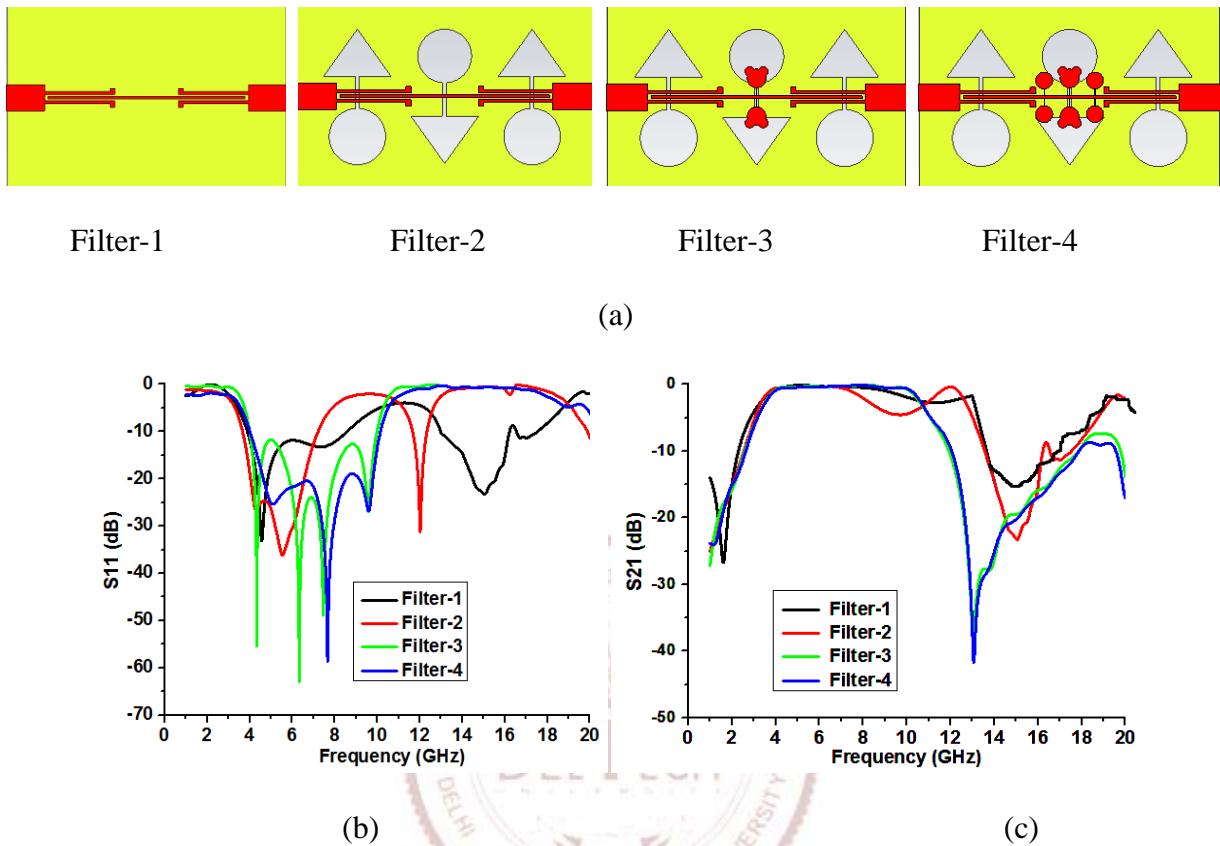 Filter-1 Filter-2 Filter-3 Filter-4
(a)
0
-10
-20
-30
-40
-50
-60
-70
S11 (dB)
Filter-1
Filter-2
Filter-3
Filter-4
0 2 4 6 8 10 12 14 16 18 20
Frequency (GHz)
0
-10
-20
-30
-40
-50
S21 (dB)
Filter-1
Filter-2
Filter-3
Filter-4
0 2 4 6 8 10 12 14 16 18 20
Frequency (GHz)
DELHI
(b) (c)